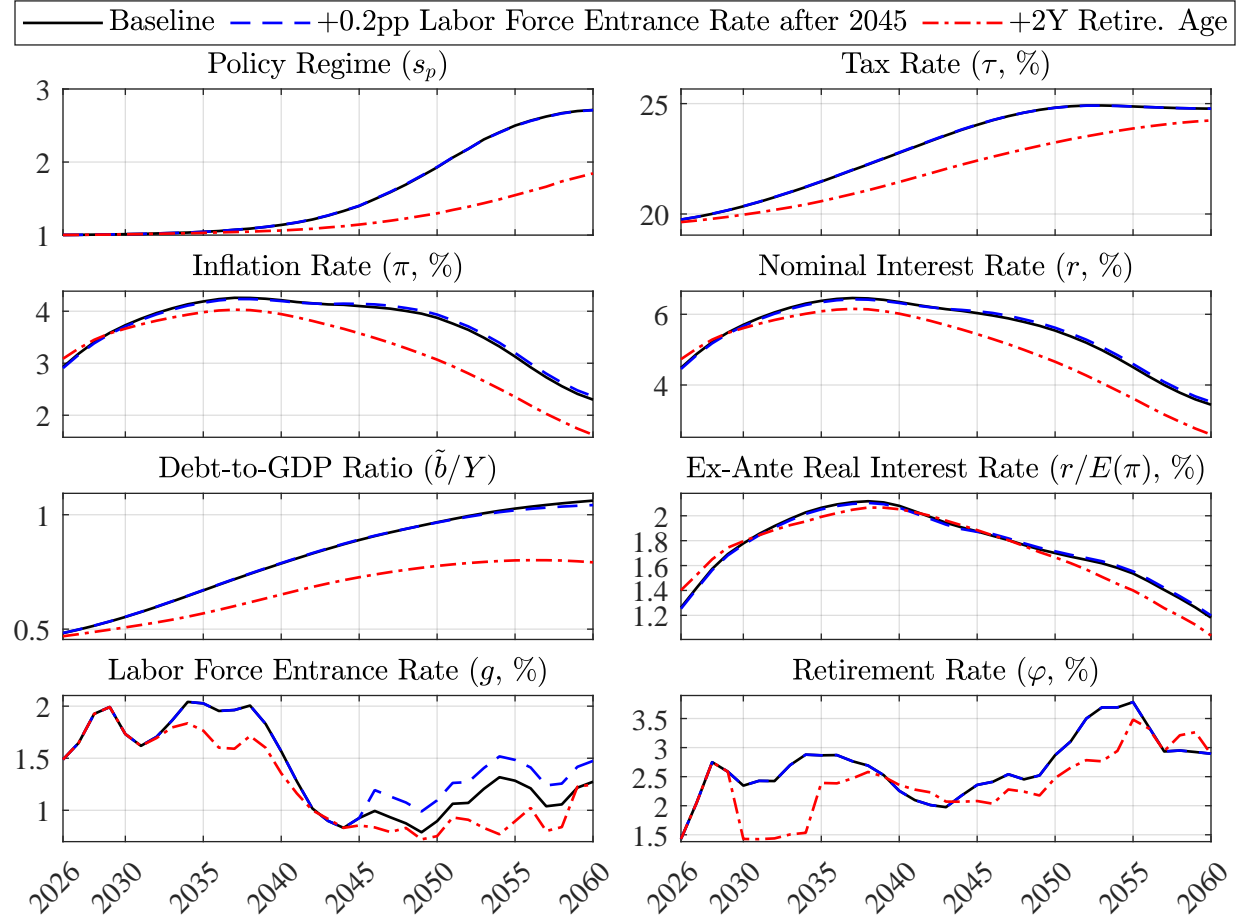 Baseline +0.2pp Labor Force Entrance Rate after 2045 +2Y Retire. Age
Policy Regime (s_p)
3
2
1
Tax Rate (τ, %)
25
20
Inflation Rate (π, %)
4
3
2
Nominal Interest Rate (r, %)
6
4
Debt-to-GDP Ratio (b̃/Y)
1
0.5
Ex-Ante Real Interest Rate (r/E(π), %)
2
1.8
1.6
1.4
1.2
Labor Force Entrance Rate (g, %)
2
1.5
1
2026 2030 2035 2040 2045 2050 2055 2060
Retirement Rate (φ, %)
3.5
3
2.5
2
1.5
2026 2030 2035 2040 2045 2050 2055 2060